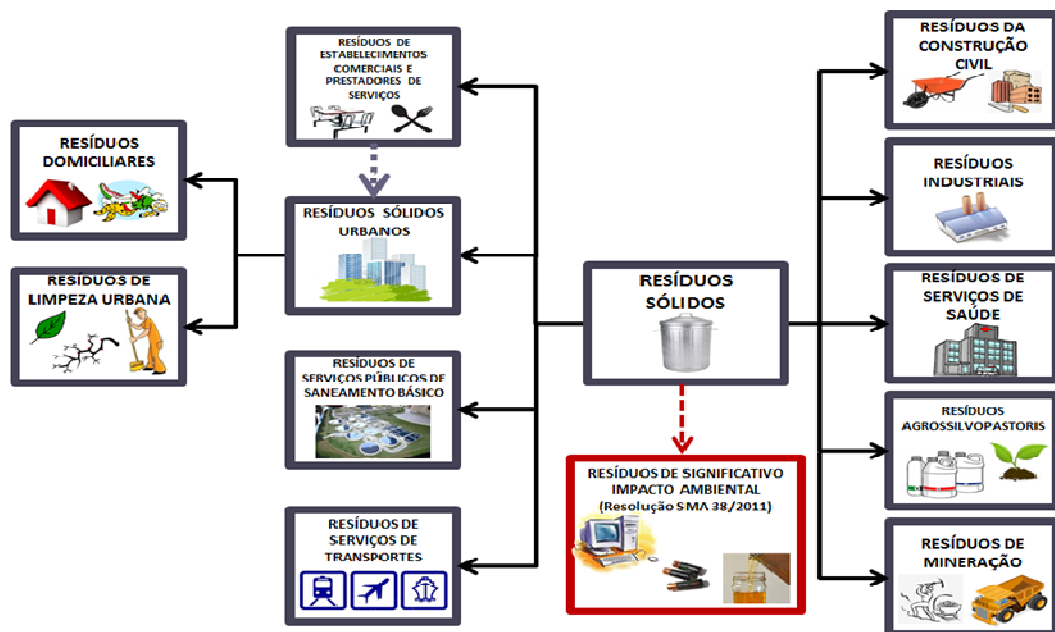 RESÍDUOS DE
ESTABELECIMENTOS
COMERCIAIS E
PRESTADORES DE
SERVIÇOS
RESÍDUOS
DOMICILIARES
RESÍDUOS SÓLIDOS
URBANOS
RESÍDUOS DE
LIMPEZA URBANA
RESÍDUOS DE
SERVIÇOS PÚBLICOS DE
SANEAMENTO BÁSICO
RESÍDUOS DE
SERVIÇOS DE
TRANSPORTES
RESÍDUOS
SÓLIDOS
RESÍDUOS DE SIGNIFICATIVO
IMPACTO AMBIENTAL
(Resolução SMA 38/2011)
RESÍDUOS DA
CONSTRUÇÃO
CIVIL
RESÍDUOS
INDUSTRIAIS
RESÍDUOS DE
SERVIÇOS DE
SAÚDE
RESÍDUOS
AGROSSILVOPASTORIS
RESÍDUOS DE
MINERAÇÃO